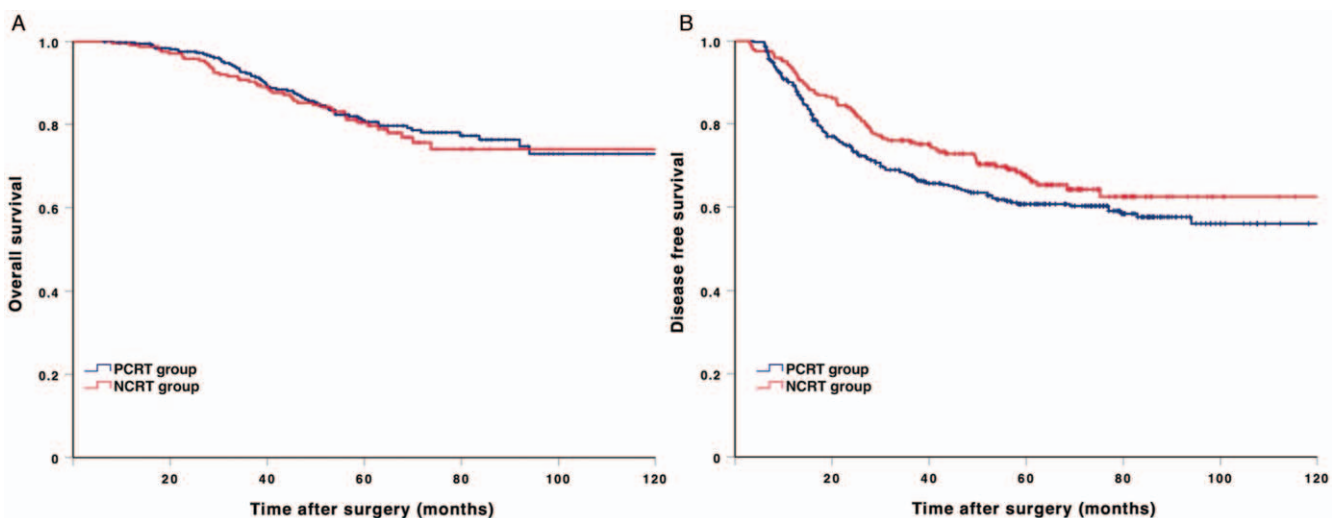 A
1.0
0.8
0.6
0.4
0.2
0
Overall survival
PCRT group
NCRT group
20 40 60 80 100 120
Time after surgery (months)
B
1.0
0.8
0.6
0.4
0.2
0
Disease free survival
PCRT group
NCRT group
20 40 60 80 100 120
Time after surgery (months)